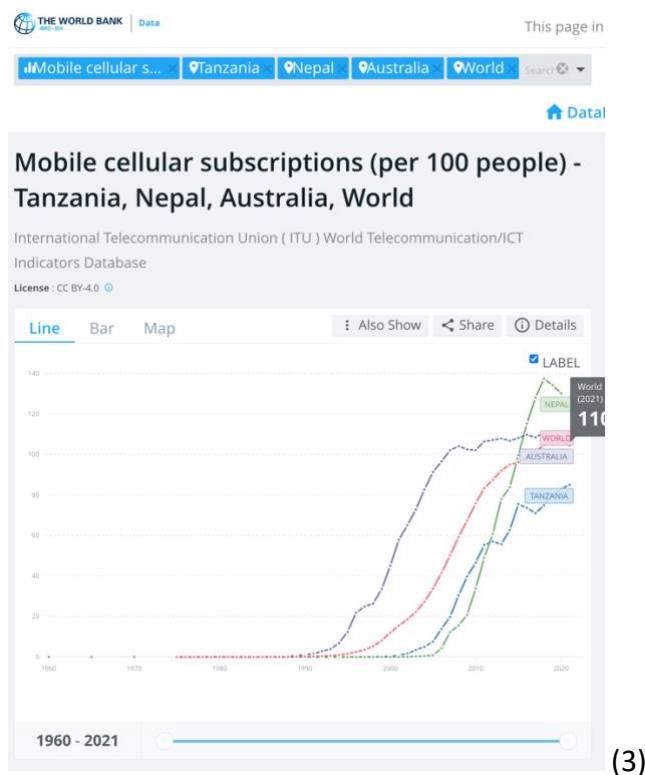 THE WORLD BANK
IBRD • IDA
Data
This page in
Mobile cellular s... × Tanzania × Nepal × Australia × World × Search
DataB
Mobile cellular subscriptions (per 100 people) -
Tanzania, Nepal, Australia, World
International Telecommunication Union ( ITU ) World Telecommunication/ICT
Indicators Database
License : CC BY-4.0
Line Bar Map
Also Show Share Details
LABEL
140
World
(2021)
110
NEPAL
120
WORLD
100
AUSTRALIA
80
TANZANIA
60
40
20
0
1960 1970 1980 1990 2000 2010 2020
1960 - 2021
(3)